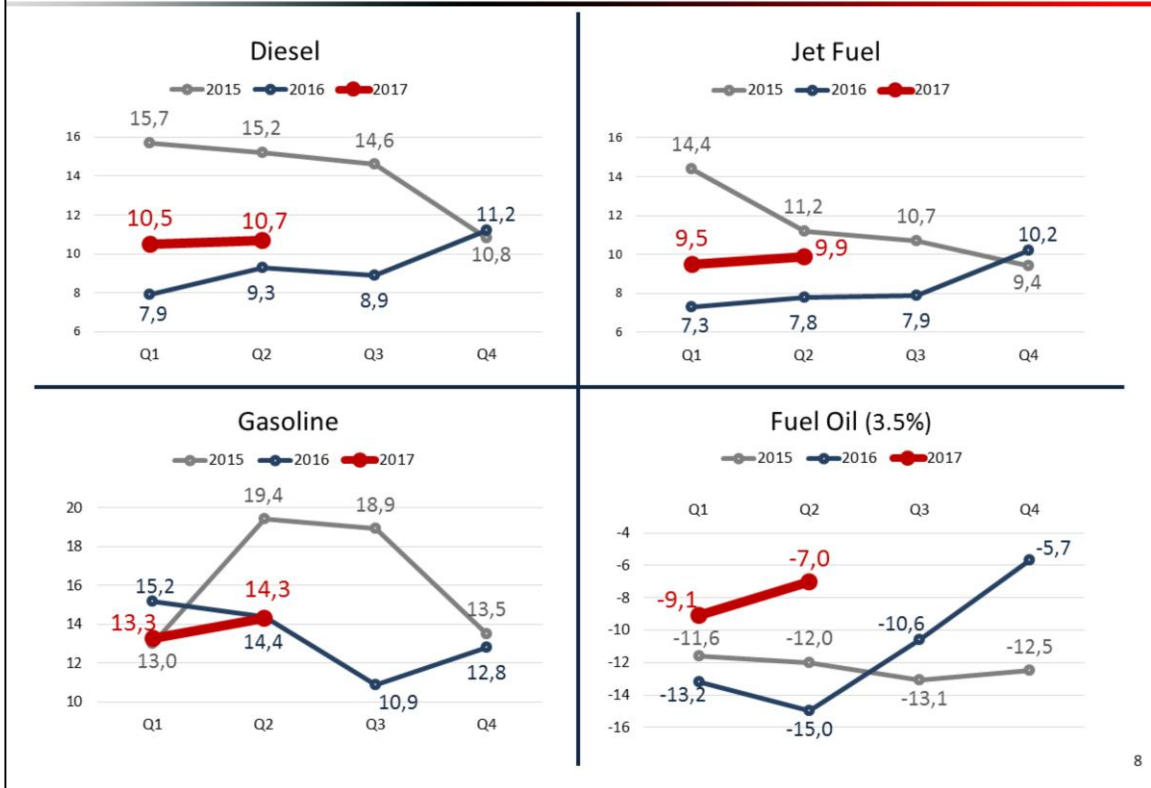 Diesel
2015 2016 2017
15,7 15,2 14,6 11,2
10,5 10,7 10,8
7,9 9,3 8,9
16
14
12
10
8
6
Q1 Q2 Q3 Q4
Jet Fuel
2015 2016 2017
14,4 11,2 10,7 10,2
9,5 9,9 9,4
7,3 7,8 7,9
16
14
12
10
8
6
Q1 Q2 Q3 Q4
Gasoline
2015 2016 2017
19,4 18,9
15,2 14,3 13,5
13,3 14,4 12,8
13,0 10,9
20
18
16
14
12
10
Q1 Q2 Q3 Q4
Fuel Oil (3.5%)
2015 2016 2017
Q1 Q2 Q3 Q4
-9,1 -7,0 -10,6 -5,7
-11,6 -12,0 -13,1 -12,5
-13,2 -15,0
-4
-6
-8
-10
-12
-14
-16
8